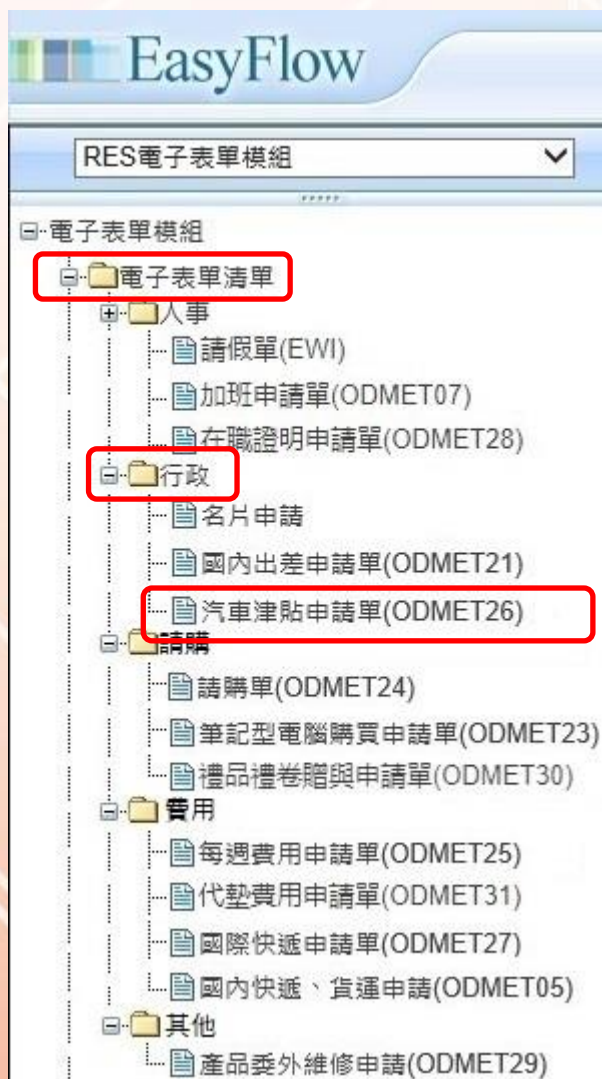 EasyFlow
RES電子表單模組
電子表單模組
電子表單清單
人事
請假單(EWI)
加班申請單(ODMET07)
在職證明申請單(ODMET28)
行政
名片申請
國內出差申請單(ODMET21)
汽車津貼申請單(ODMET26)
請購
請購單(ODMET24)
筆記型電腦購買申請單(ODMET23)
禮品禮卷贈與申請單(ODMET30)
費用
每週費用申請單(ODMET25)
代墊費用申請單(ODMET31)
國際快遞申請單(ODMET27)
國內快遞、貨運申請(ODMET05)
其他
產品委外維修申請(ODMET29)